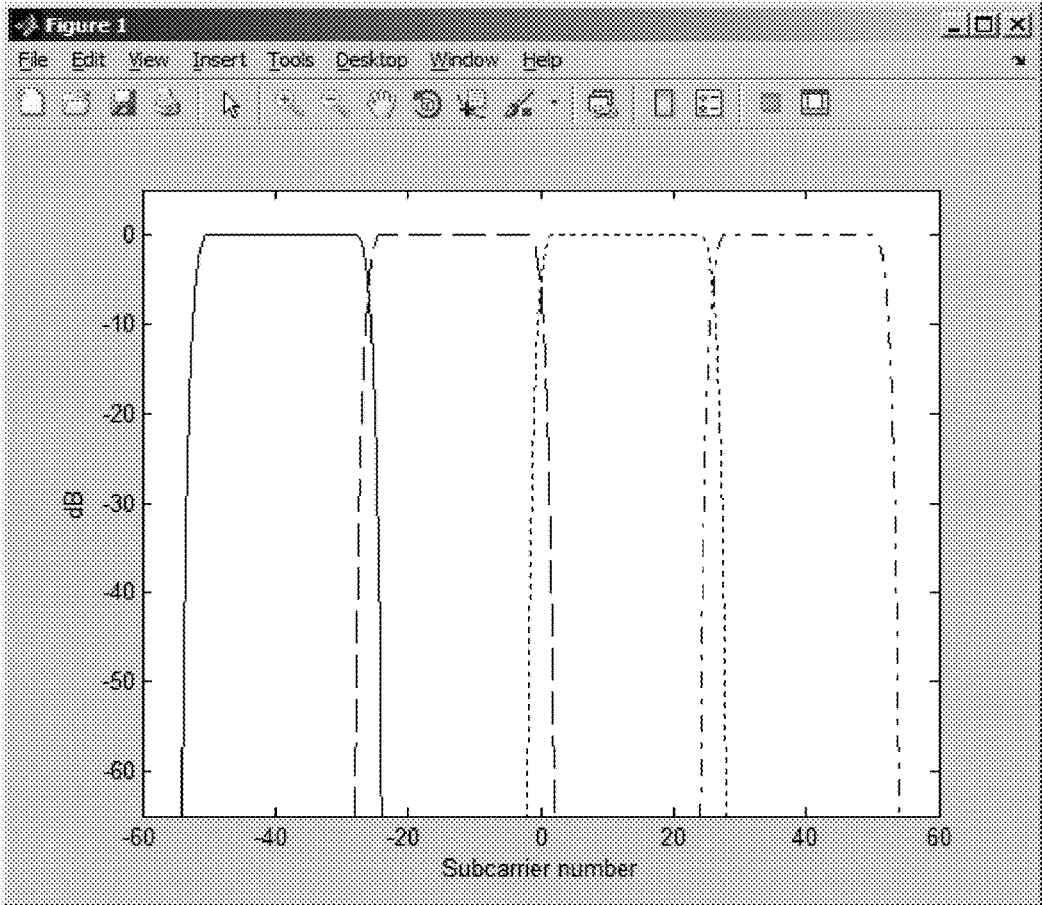 Figure 1
File Edit View Insert Tools Desktop Window Help
0
-10
-20
-30
-40
-50
-60
dB
-60 -40 -20 0 20 40 60
Subcarrier number